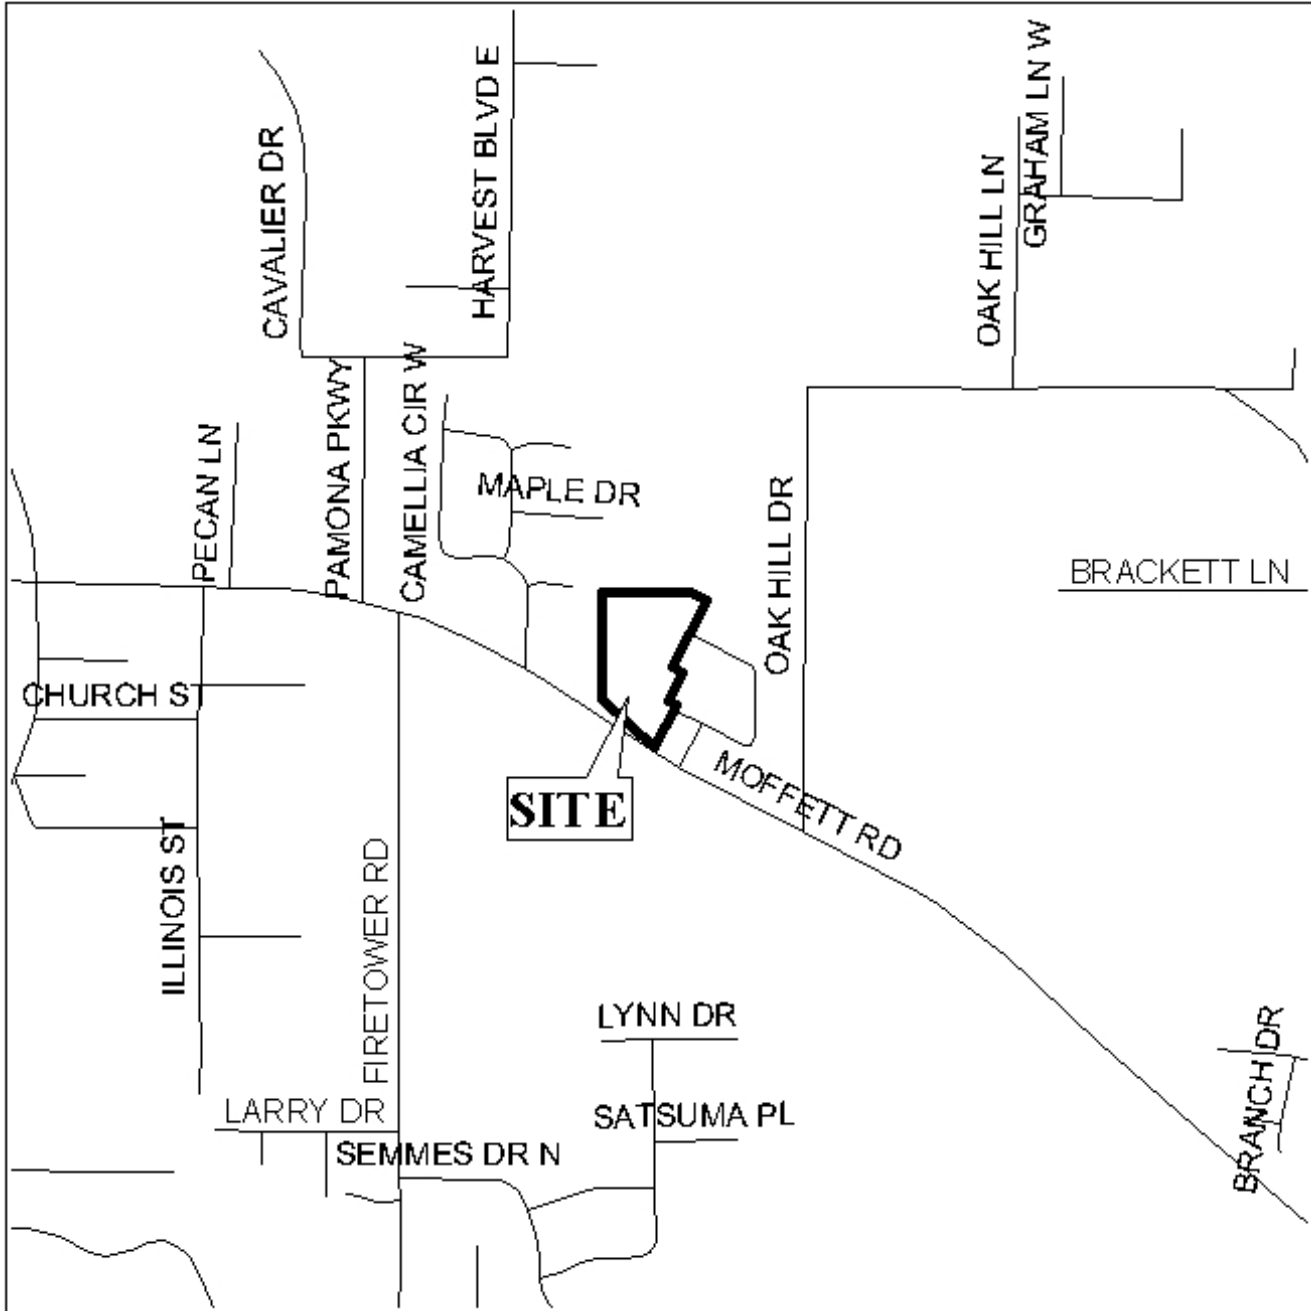 GRAHAM LN W
HARVEST BLVD E
CAVALIER DR
OAK HILL LN
CAMELLIA CIR W
PAMONA PKWY
PECAN LN
MAPLE DR
OAK HILL DR
BRACKETT LN
CHURCH ST
MOFFETT RD
SITE
ILLINOIS ST
FIRETOWER RD
LYNN DR
BRANCH DR
LARRY DR
SATSUMA PL
SEMMES DR N